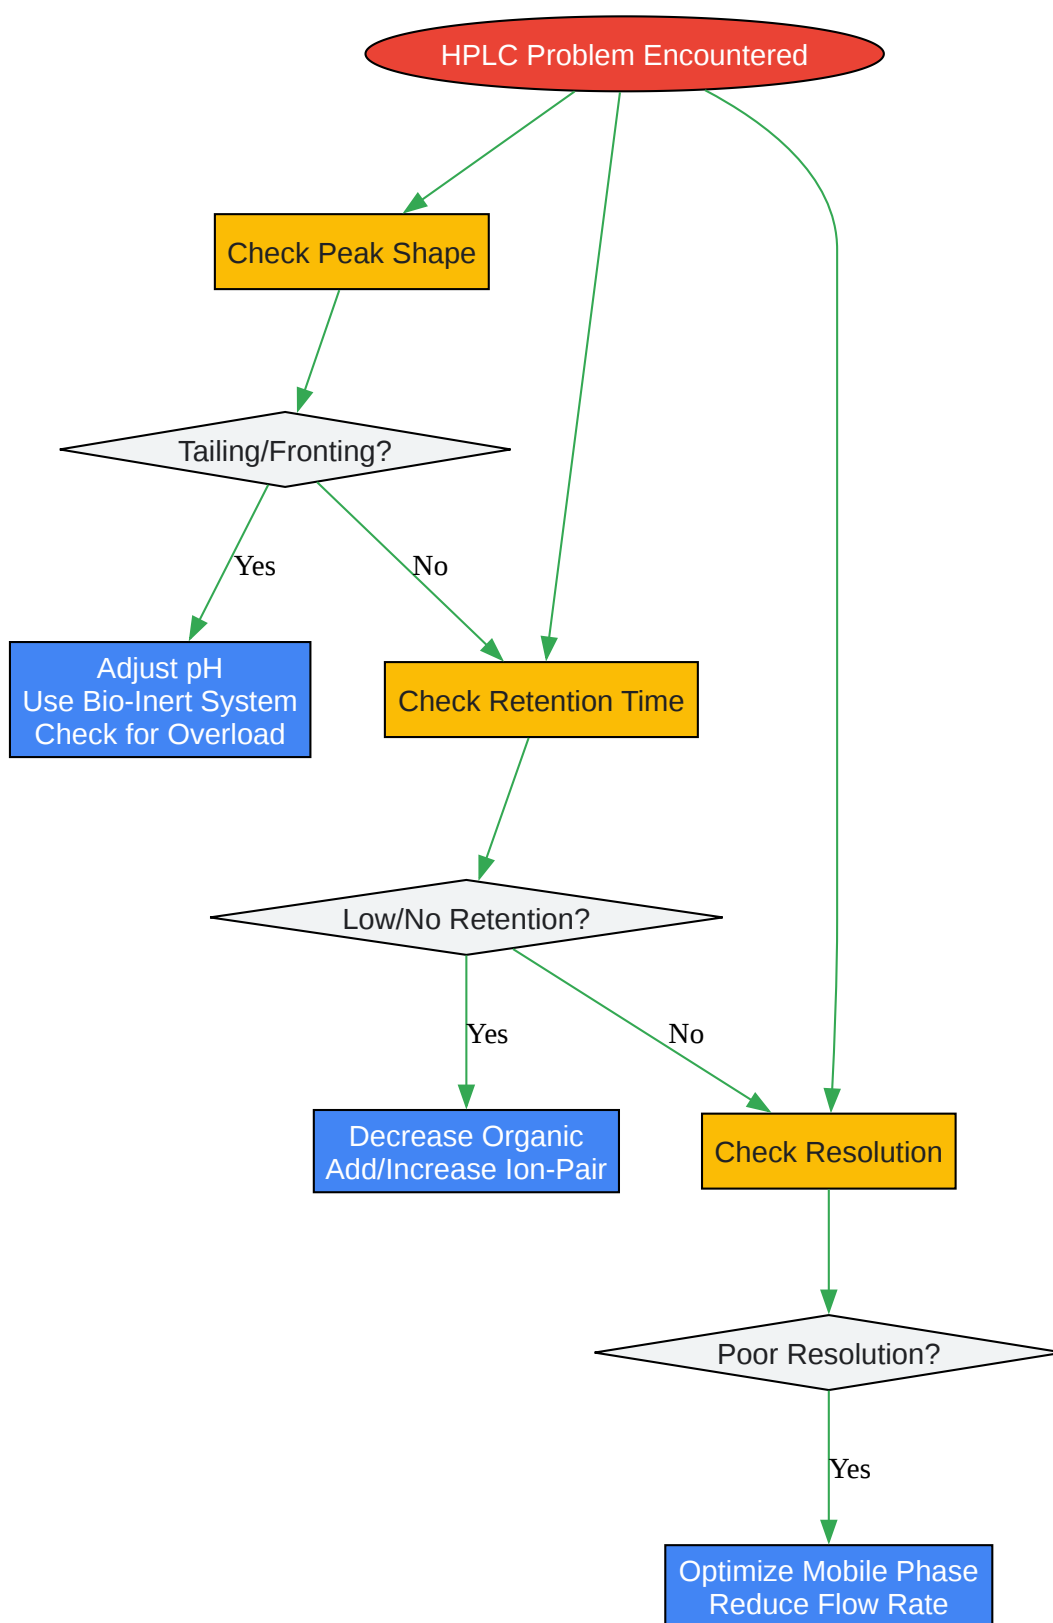 HPLC Problem Encountered
Check Peak Shape
Tailing/Fronting?
Yes
No
Adjust pH
Use Bio-Inert System
Check for Overload
Check Retention Time
Low/No Retention?
Yes
No
Decrease Organic
Add/Increase Ion-Pair
Check Resolution
Poor Resolution?
Yes
Optimize Mobile Phase
Reduce Flow Rate